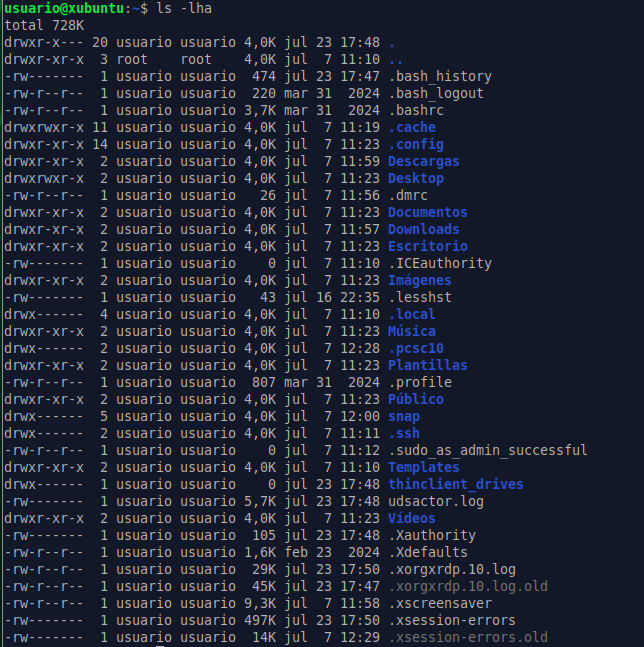 usuario@xubuntu:~$ ls -lha
total 728K
drwxr-x--- 20 usuario usuario 4,0K jul 23 17:48 .
drwxr-xr-x  3 root    root    4,0K jul  7 11:10 ..
-rw-------  1 usuario usuario  474 jul 23 17:47 .bash_history
-rw-r--r--  1 usuario usuario  220 mar 31  2024 .bash_logout
-rw-r--r--  1 usuario usuario 3,7K mar 31  2024 .bashrc
drwxrwxr-x 11 usuario usuario 4,0K jul  7 11:19 .cache
drwxr-xr-x 14 usuario usuario 4,0K jul  7 11:23 .config
drwxr-xr-x  2 usuario usuario 4,0K jul  7 11:59 Descargas
drwxrwxr-x  2 usuario usuario 4,0K jul  7 11:23 Desktop
-rw-r--r--  1 usuario usuario   26 jul  7 11:56 .dmrc
drwxr-xr-x  2 usuario usuario 4,0K jul  7 11:23 Documentos
drwxr-xr-x  2 usuario usuario 4,0K jul  7 11:57 Downloads
drwxr-xr-x  2 usuario usuario 4,0K jul  7 11:23 Escritorio
-rw-------  1 usuario usuario    0 jul  7 11:10 .ICEauthority
drwxr-xr-x  2 usuario usuario 4,0K jul  7 11:23 Imágenes
-rw-------  1 usuario usuario   43 jul 16 22:35 .lesshst
drwx------  4 usuario usuario 4,0K jul  7 11:10 .local
drwxr-xr-x  2 usuario usuario 4,0K jul  7 11:23 Música
drwx------  2 usuario usuario 4,0K jul  7 12:28 .pcsc10
drwxr-xr-x  2 usuario usuario 4,0K jul  7 11:23 Plantillas
-rw-r--r--  1 usuario usuario  807 mar 31  2024 .profile
drwxr-xr-x  2 usuario usuario 4,0K jul  7 11:23 Público
drwx------  5 usuario usuario 4,0K jul  7 12:00 snap
drwx------  2 usuario usuario 4,0K jul  7 11:11 .ssh
-rw-r--r--  1 usuario usuario    0 jul  7 11:12 .sudo_as_admin_successful
drwxr-xr-x  2 usuario usuario 4,0K jul  7 11:10 Templates
drwx------  1 usuario usuario    0 jul 23 17:48 thinclient_drives
-rw-------  1 usuario usuario 5,7K jul 23 17:48 udsactor.log
drwxr-xr-x  2 usuario usuario 4,0K jul  7 11:23 Vídeos
-rw-------  1 usuario usuario  105 jul 23 17:48 .Xauthority
-rw-r--r--  1 usuario usuario 1,6K feb 23  2024 .Xdefaults
-rw-r--r--  1 usuario usuario  29K jul 23 17:50 .xorgxrdp.10.log
-rw-r--r--  1 usuario usuario  45K jul 23 17:47 .xorgxrdp.10.log.old
-rw-r--r--  1 usuario usuario 9,3K jul  7 11:58 .xscreensaver
-rw-------  1 usuario usuario 497K jul 23 17:50 .xsession-errors
-rw-------  1 usuario usuario  14K jul  7 12:29 .xsession-errors.old